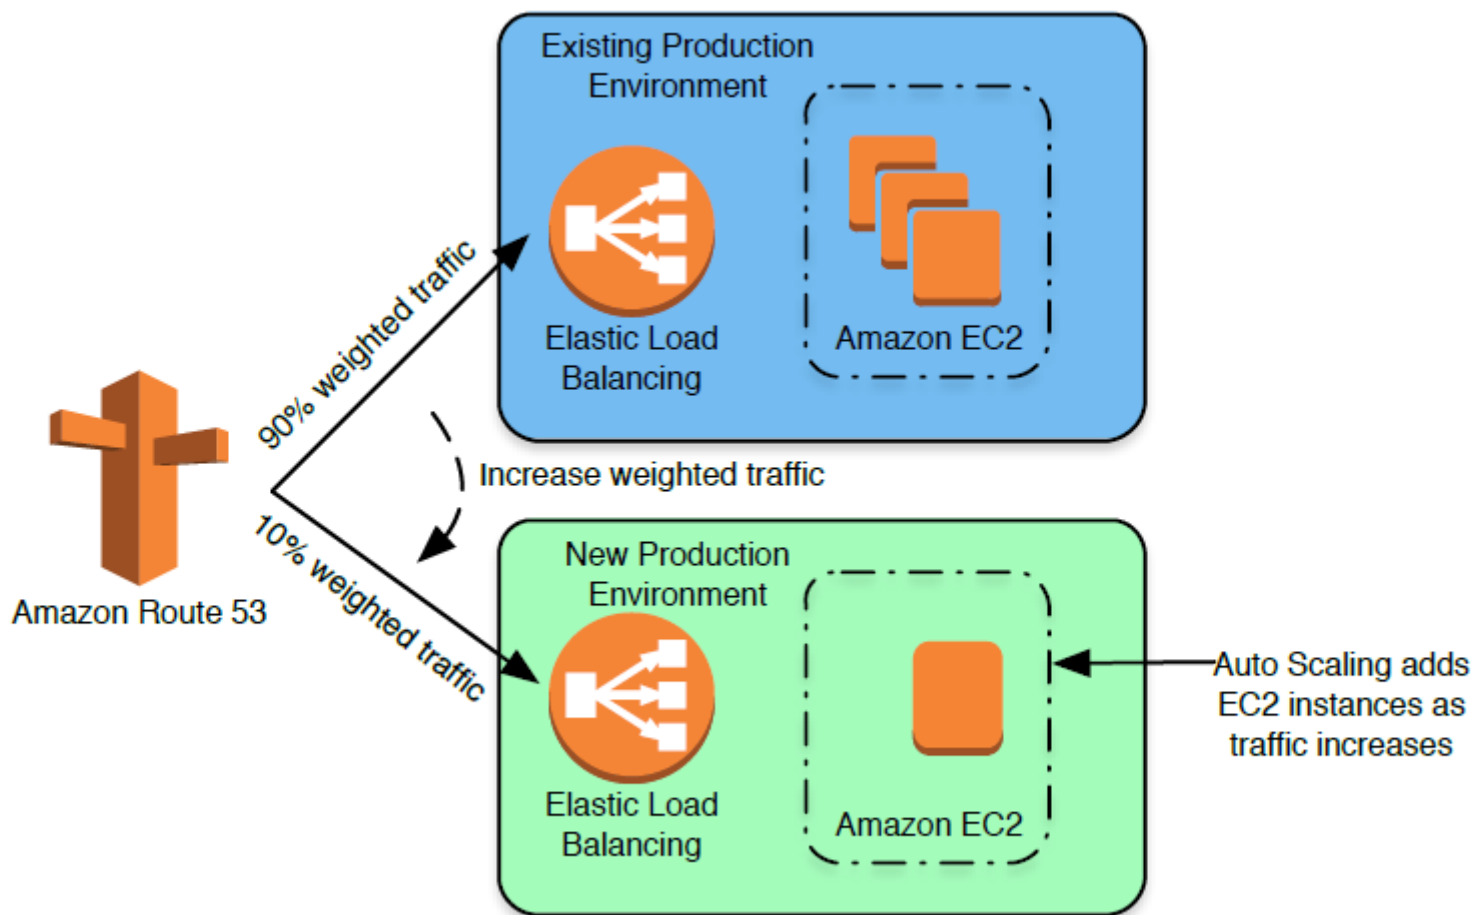 Existing Production
Environment
Elastic Load
Balancing
Amazon EC2
90% weighted traffic
Increase weighted traffic
Amazon Route 53
10% weighted traffic
New Production
Environment
Elastic Load
Balancing
Amazon EC2
Auto Scaling adds
EC2 instances as
traffic increases